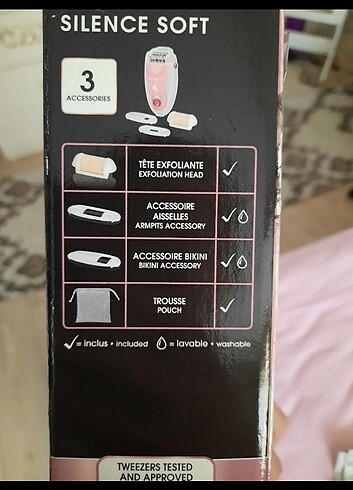 SILENCE SOFT
3
ACCESSORIES
TÊTE EXFOLIANTE
EXFOLIATION HEAD
ACCESSOIRE
AISSELLES
ARMPITS ACCESSORY
ACCESSOIRE BIKINI
BIKINI ACCESSORY
TROUSSE
POUCH
= inclus • included = lavable • washable
TWEEZERS TESTED
AND APPROVED